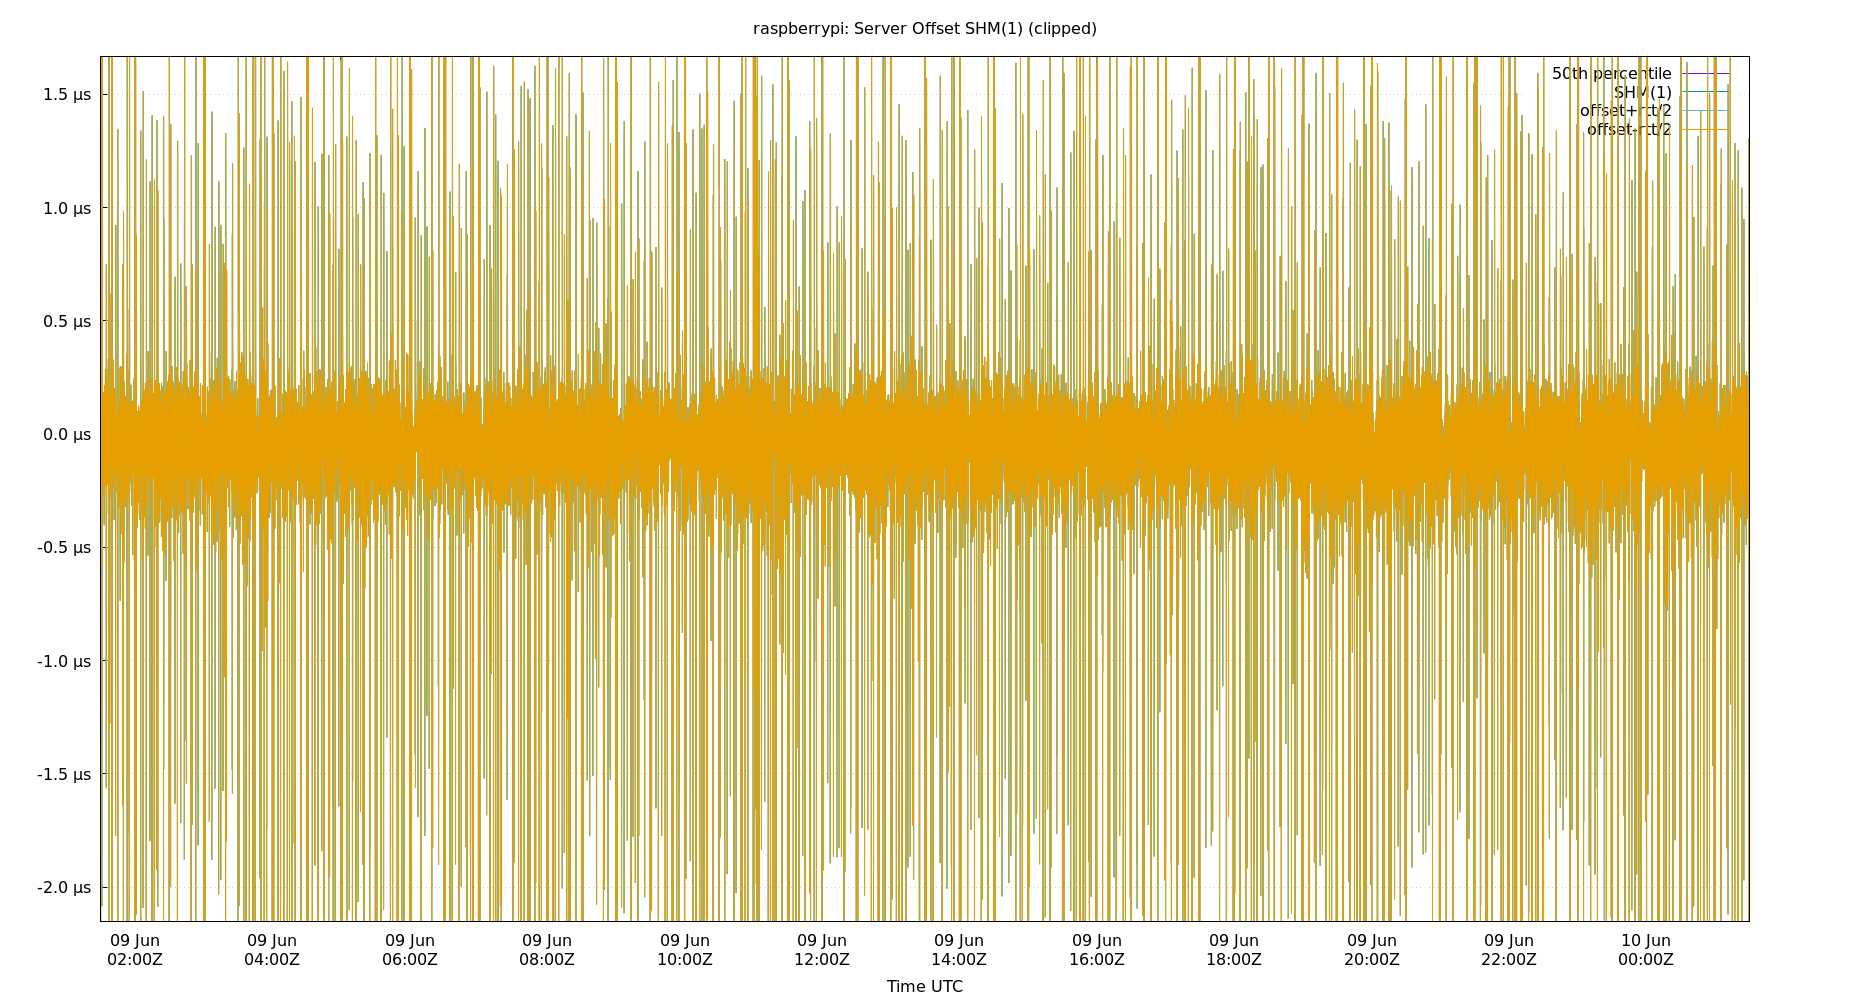 raspberrypi: Server Offset SHM(1) (clipped)
50th percentile
SHM(1)
offset+rtt/2
offset-rtt/2
1.5 µs
1.0 µs
0.5 µs
0.0 µs
-0.5 µs
-1.0 µs
-1.5 µs
-2.0 µs
09 Jun 09 Jun 09 Jun 09 Jun 09 Jun 09 Jun 09 Jun 09 Jun 09 Jun 09 Jun 09 Jun 10 Jun
02:00Z 04:00Z 06:00Z 08:00Z 10:00Z 12:00Z 14:00Z 16:00Z 18:00Z 20:00Z 22:00Z 00:00Z
Time UTC